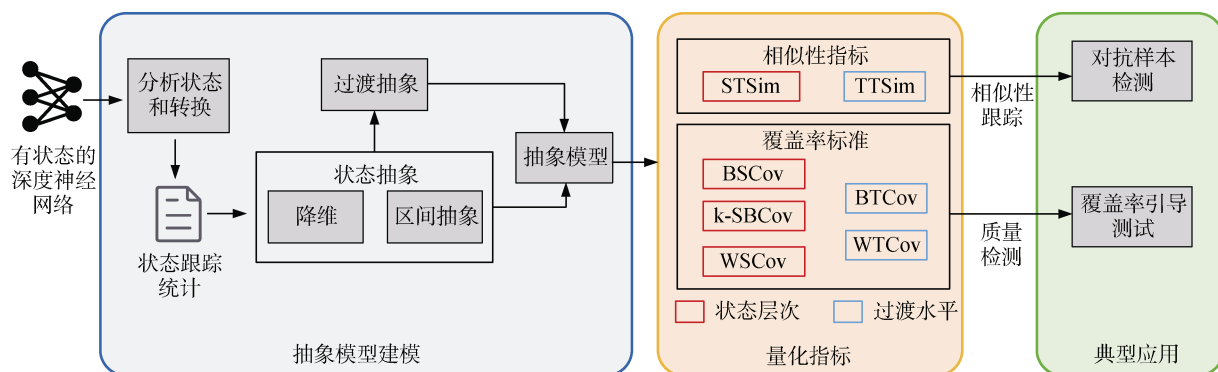 有状态的
深度神经
网络
分析状态
和转换
状态跟踪
统计
过渡抽象
状态抽象
降维
区间抽象
抽象模型
抽象模型建模
相似性指标
STSim
TTSim
覆盖率标准
BSCov
k-SBCov
WSCov
BTCov
WTCov
状态层次
过渡水平
量化指标
相似性
跟踪
质量
检测
对抗样本
检测
覆盖率引导
测试
典型应用